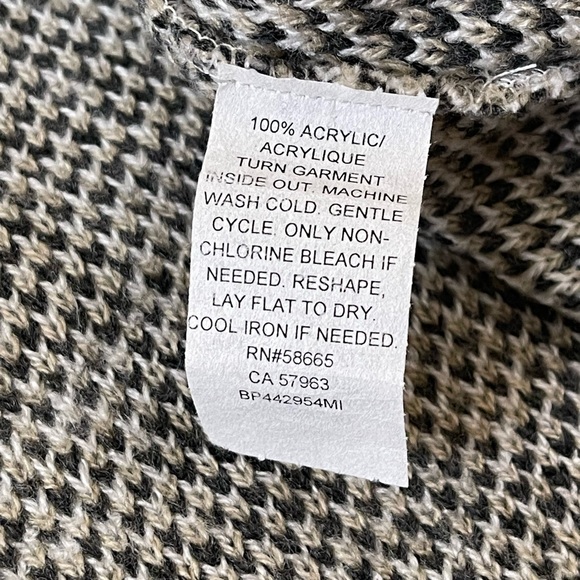 100% ACRYLIC/
ACRYLIQUE
TURN GARMENT
INSIDE OUT. MACHINE
WASH COLD. GENTLE
CYCLE. ONLY NON-
CHLORINE BLEACH IF
NEEDED. RESHAPE,
LAY FLAT TO DRY.
COOL IRON IF NEEDED.
RN#58665
CA 57963
BP442954MI